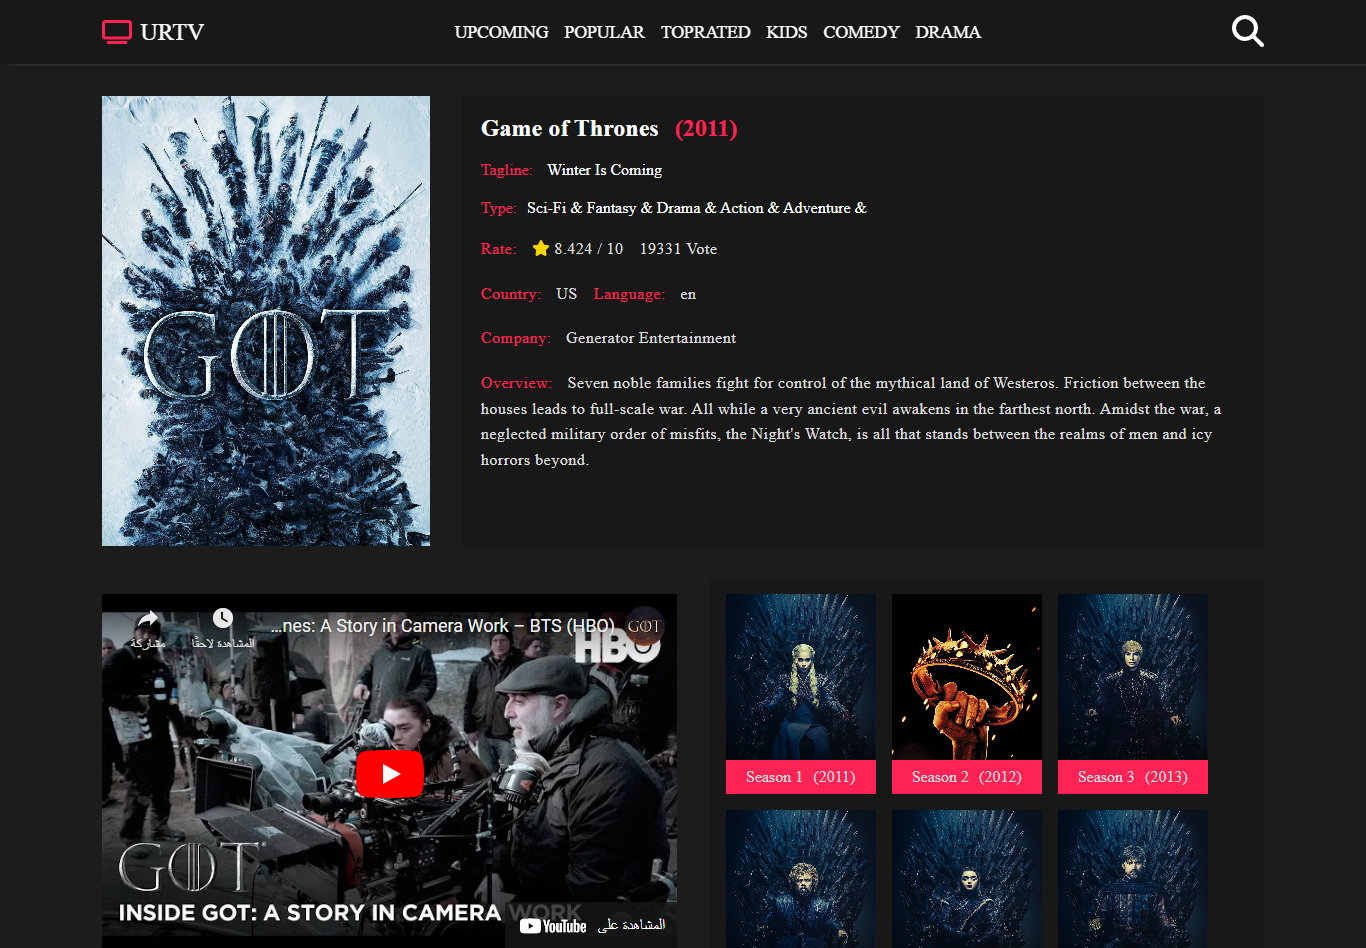 URTV
UPCOMING POPULAR TOPRATED KIDS COMEDY DRAMA
GOT
Game of Thrones (2011)
Tagline: Winter Is Coming
Type: Sci-Fi & Fantasy & Drama & Action & Adventure &
Rate: 8.424 / 10 19331 Vote
Country: US Language: en
Company: Generator Entertainment
Overview: Seven noble families fight for control of the mythical land of Westeros. Friction between the
houses leads to full-scale war. All while a very ancient evil awakens in the farthest north. Amidst the war, a
neglected military order of misfits, the Night's Watch, is all that stands between the realms of men and icy
horrors beyond.
...nes: A Story in Camera Work – BTS (HBO)
GOT
مشاركة
المشاهدة لاحقًا
HBO
GOT
INSIDE GOT: A STORY IN CAMERA WORK
المشاهدة على YouTube
Season 1 (2011)
Season 2 (2012)
Season 3 (2013)